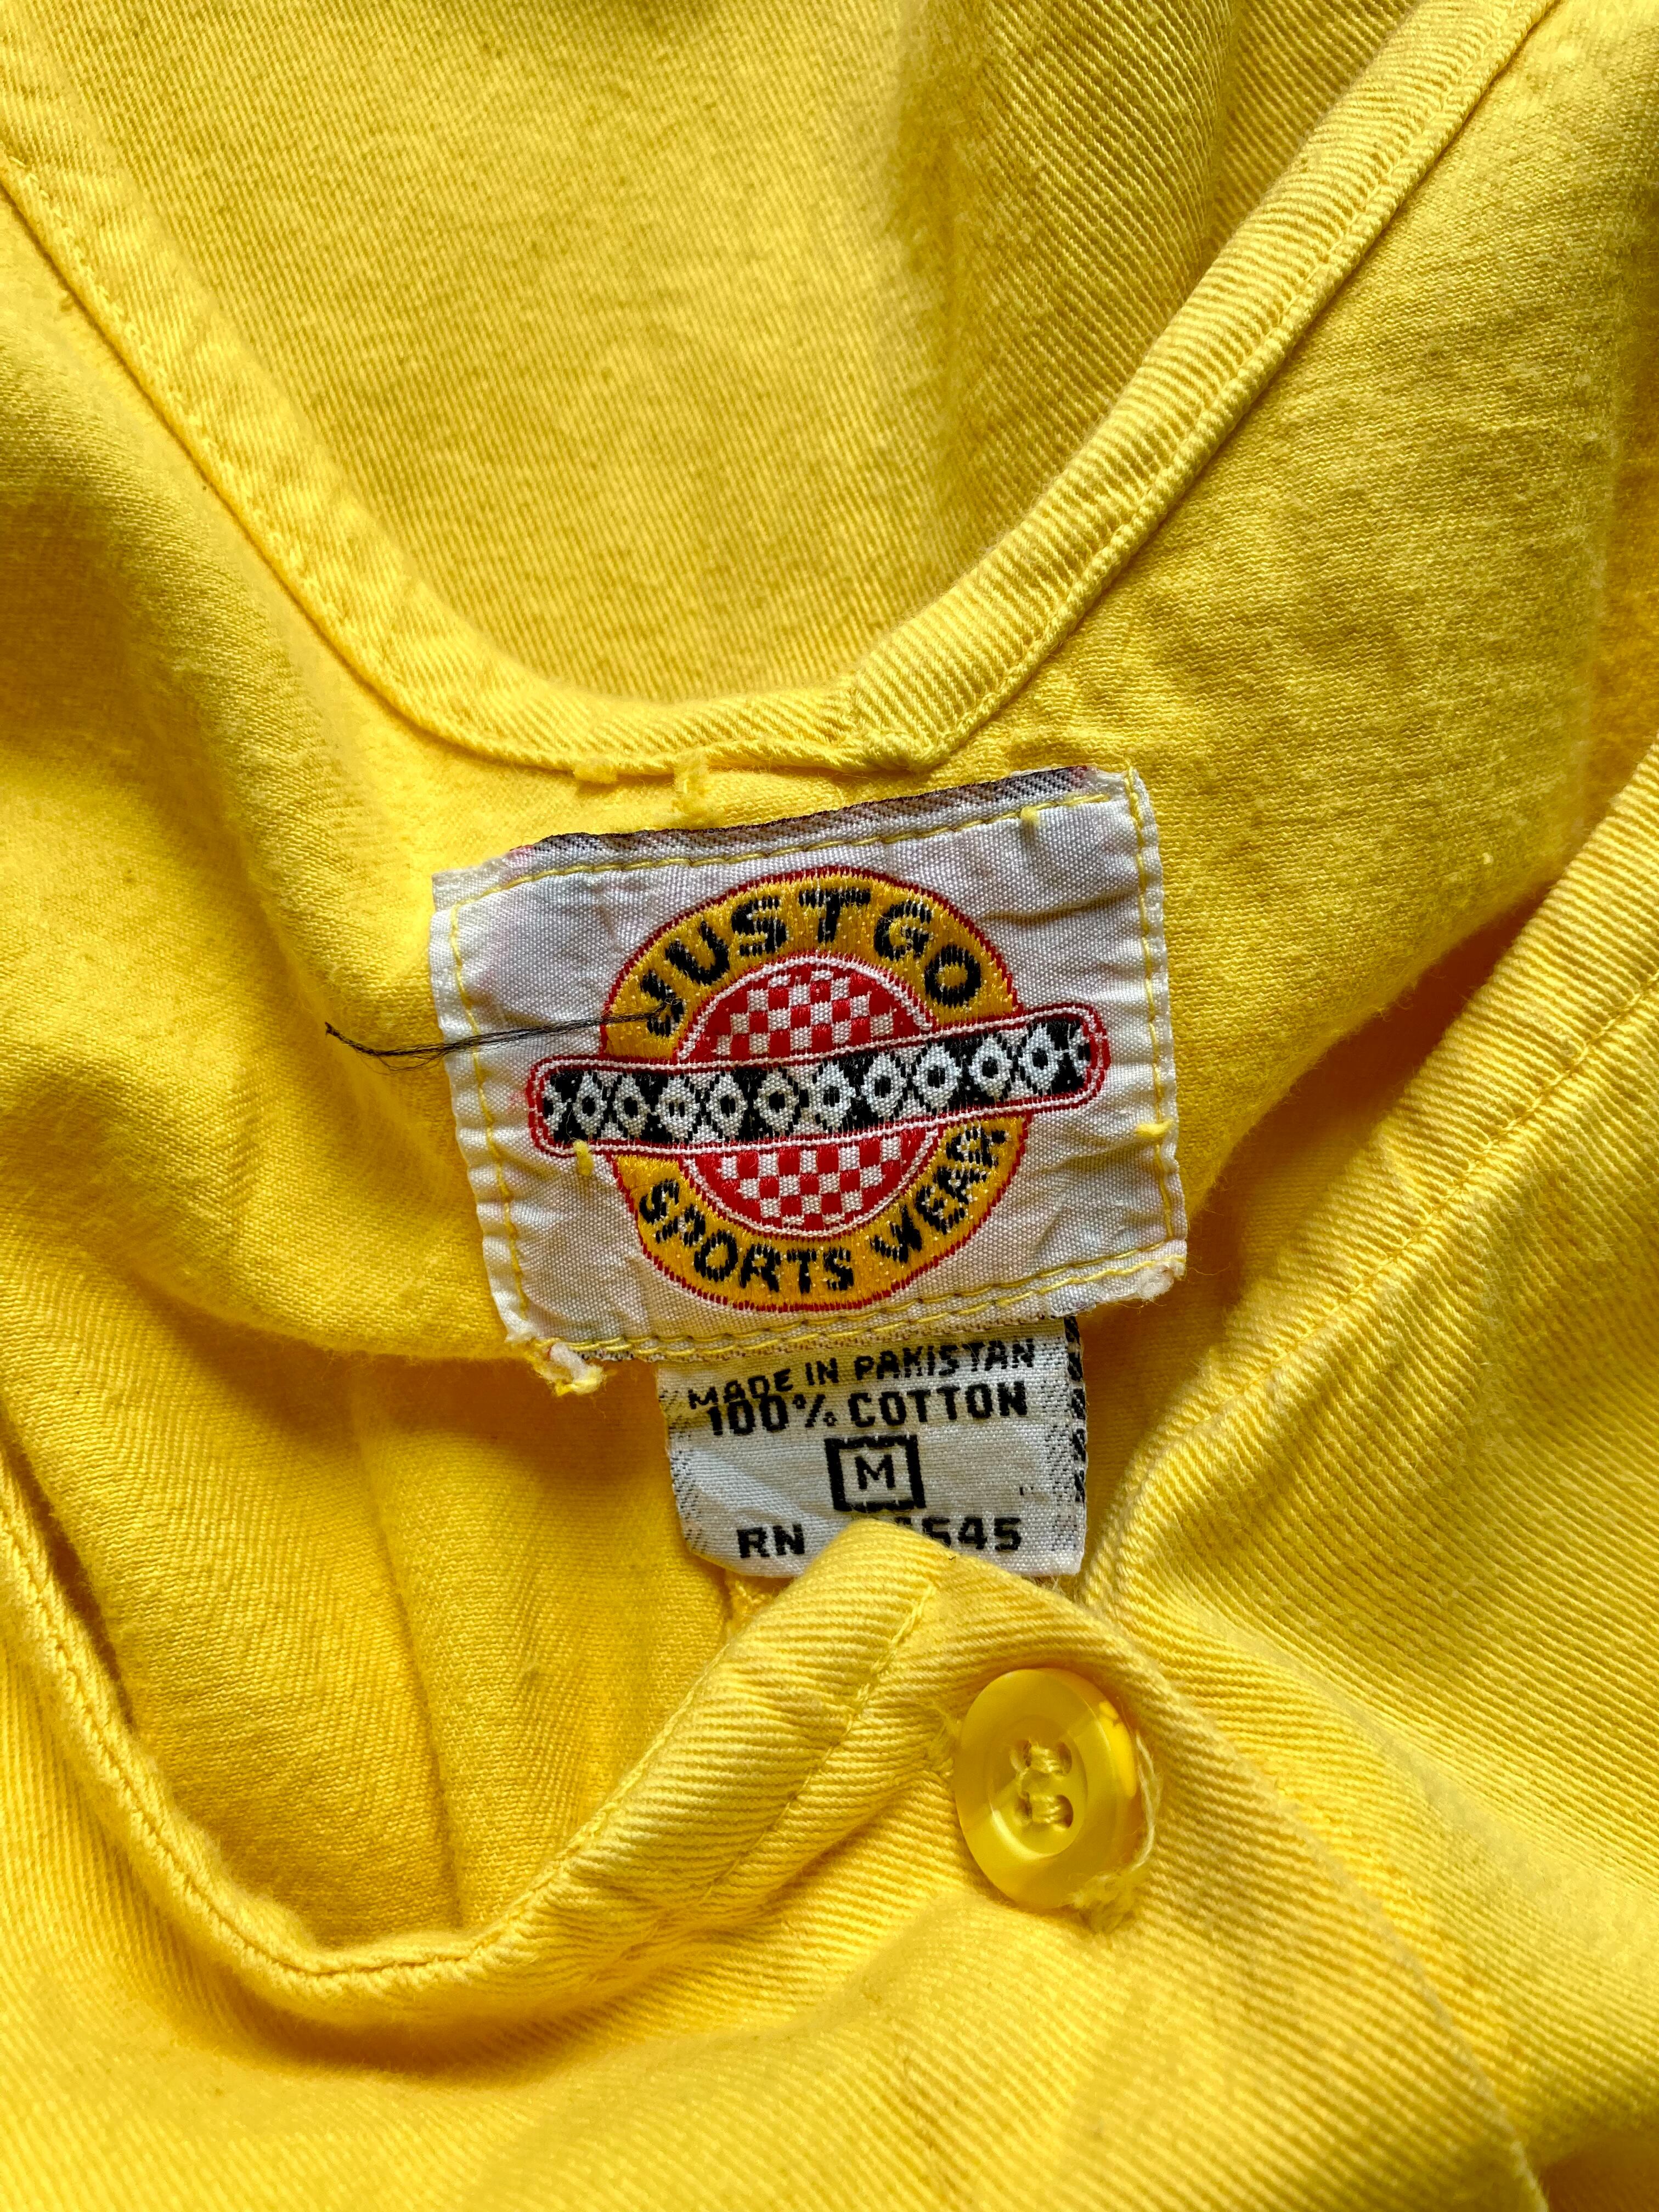 JUST GO
SPORTS WEAR
MADE IN PAKISTAN
100% COTTON
M
RN